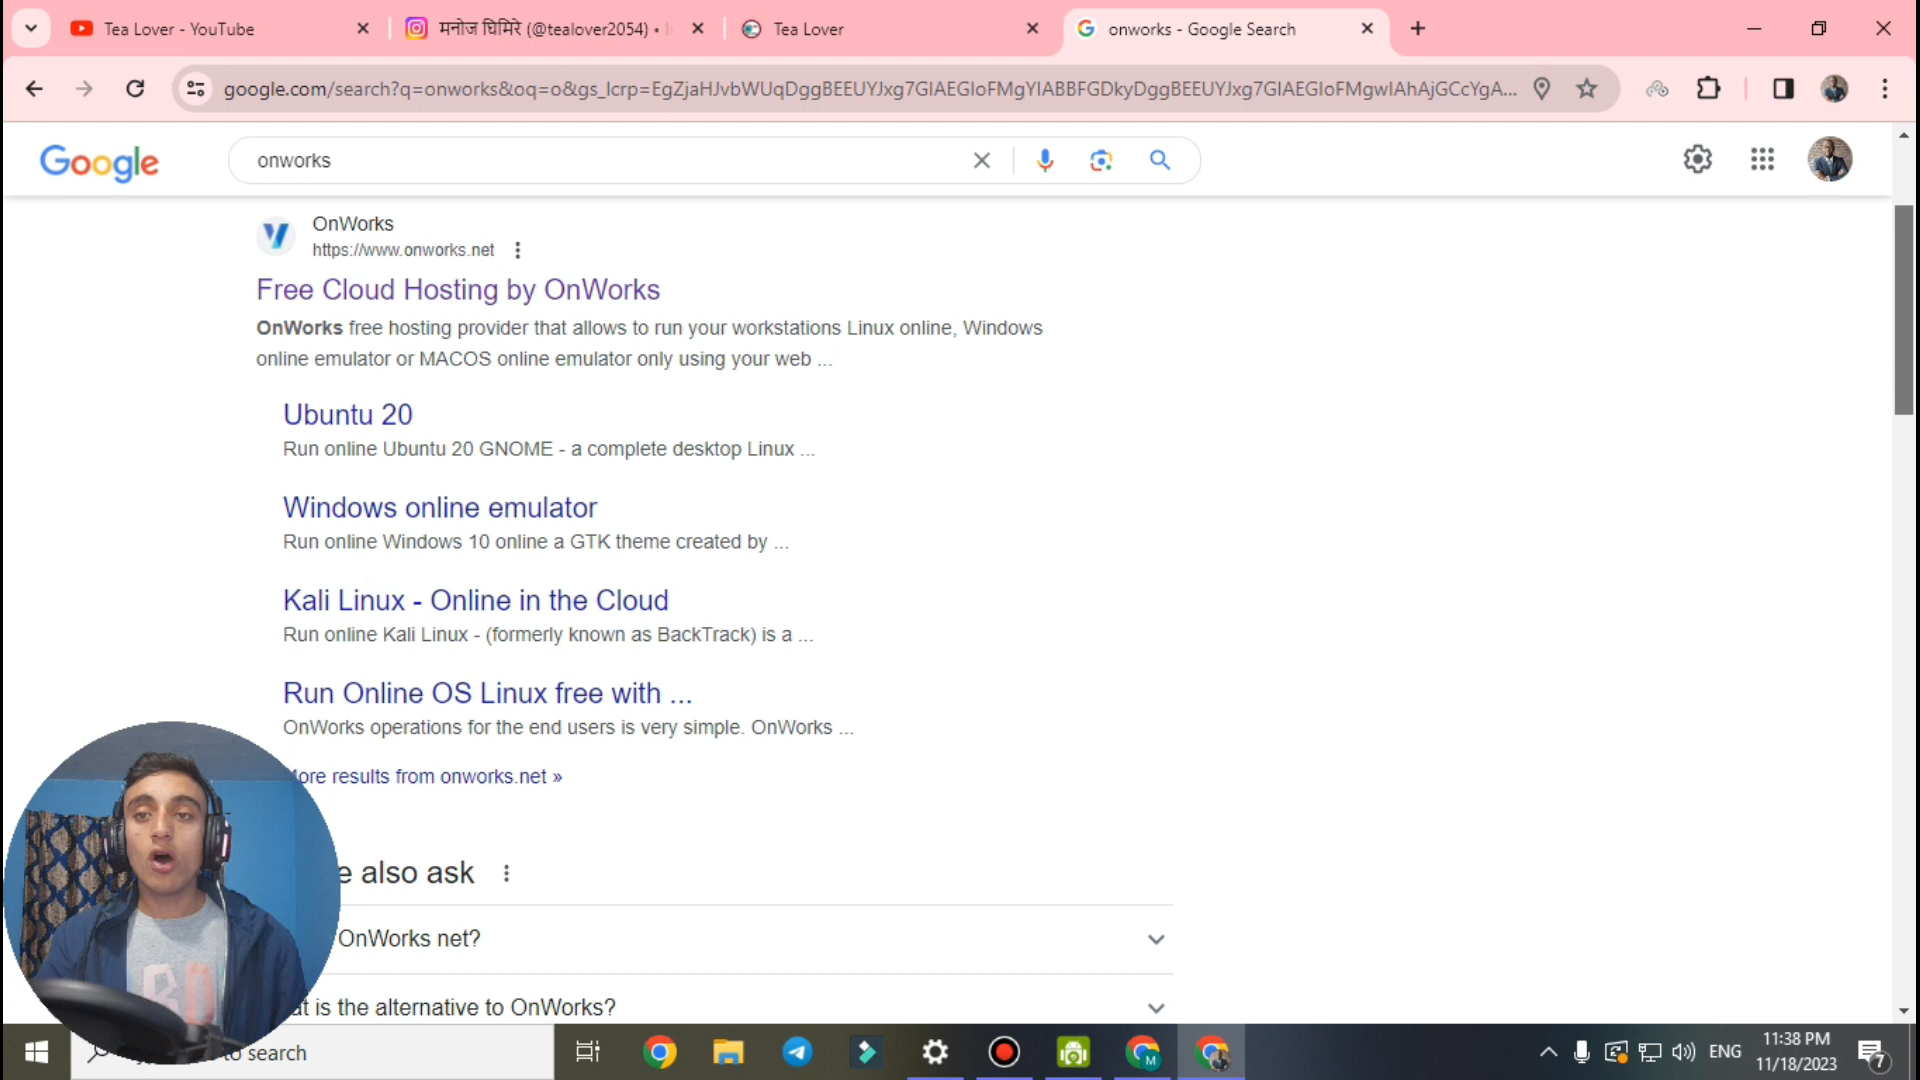 Tea Lover - YouTube
मनोज घिमिरे (@tealover2054) •
Tea Lover
onworks - Google Search
google.com/search?q=onworks&oq=o&gs_lcrp=EgZjaHJvbWUqDggBEEUYJxg7GIAEGIoFMgYIABBFGDkyDggBEEUYJxg7GIAEGIoFMgwIAhAjGCcYgA...
Google
onworks
OnWorks
https://www.onworks.net
Free Cloud Hosting by OnWorks
OnWorks free hosting provider that allows to run your workstations Linux online, Windows
online emulator or MACOS online emulator only using your web ...
Ubuntu 20
Run online Ubuntu 20 GNOME - a complete desktop Linux ...
Windows online emulator
Run online Windows 10 online a GTK theme created by ...
Kali Linux - Online in the Cloud
Run online Kali Linux - (formerly known as BackTrack) is a ...
Run Online OS Linux free with ...
OnWorks operations for the end users is very simple. OnWorks ...
ore results from onworks.net »
e also ask
OnWorks net?
at is the alternative to OnWorks?
to search
M
ENG
11:38 PM
11/18/2023
7